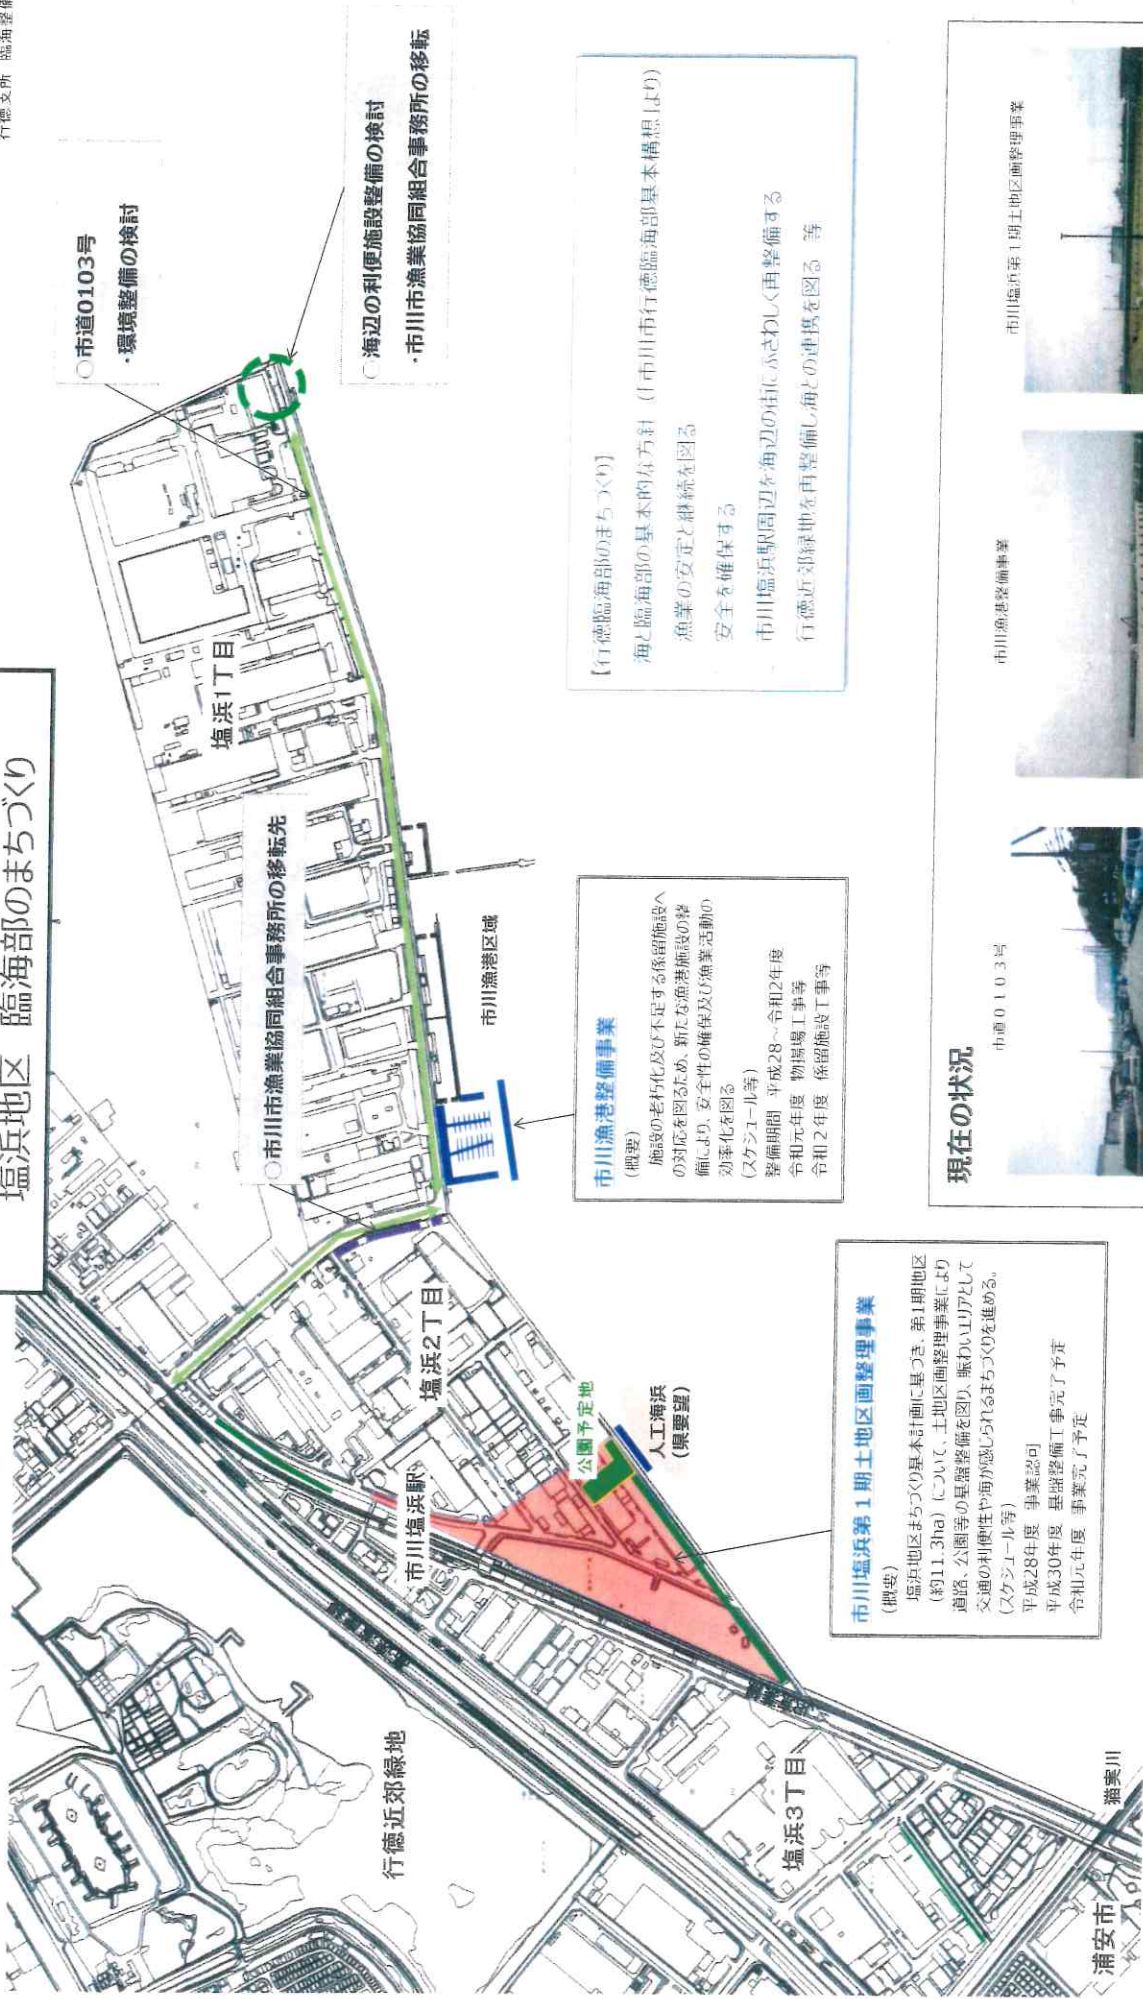 行徳支所 臨海整備
塩浜地区 臨海部のまちづくり
○市道0103号
・環境整備の検討
○海辺の利便施設整備の検討
・市川市漁業協同組合事務所の移転
塩浜1丁目
○市川市漁業協同組合事務所の移転先
市川漁港区域
塩浜2丁目
市川塩浜駅
公園予定地
人工海浜
(県要望)
行徳近郊緑地
塩浜3丁目
浦安市
猫実川
【行徳臨海部のまちづくり】
海と臨海部の基本的な方針 (「市川市行徳臨海部基本構想」より)
漁業の安定と継続を図る
安全を確保する
市川塩浜駅周辺を海辺の街にふさわしく再整備する
行徳近郊緑地を再整備し海との連携を図る 等
市川漁港整備事業
(概要)
施設の老朽化及び不足する係留施設へ
の対応を図るため、新たな漁港施設の整
備により、安全性の確保及び漁業活動の
効率化を図る
(スケジュール等)
整備期間 平成28～令和2年度
令和元年度 物揚場工事等
令和2年度 係留施設工事等
市川塩浜第1期土地区画整理事業
(概要)
塩浜地区まちづくり基本計画に基づき、第1期地区
(約11.3ha)について、土地区画整理事業により
道路、公園等の基盤整備を図り、賑わいエリアとして
交通の利便性や海が感じられるまちづくりを進める。
(スケジュール等)
平成28年度 事業認可
平成30年度 基盤整備工事完了予定
令和元年度 事業完了予定
現在の状況
市道0103号
市川漁港整備事業
市川塩浜第1期土地区画整理事業